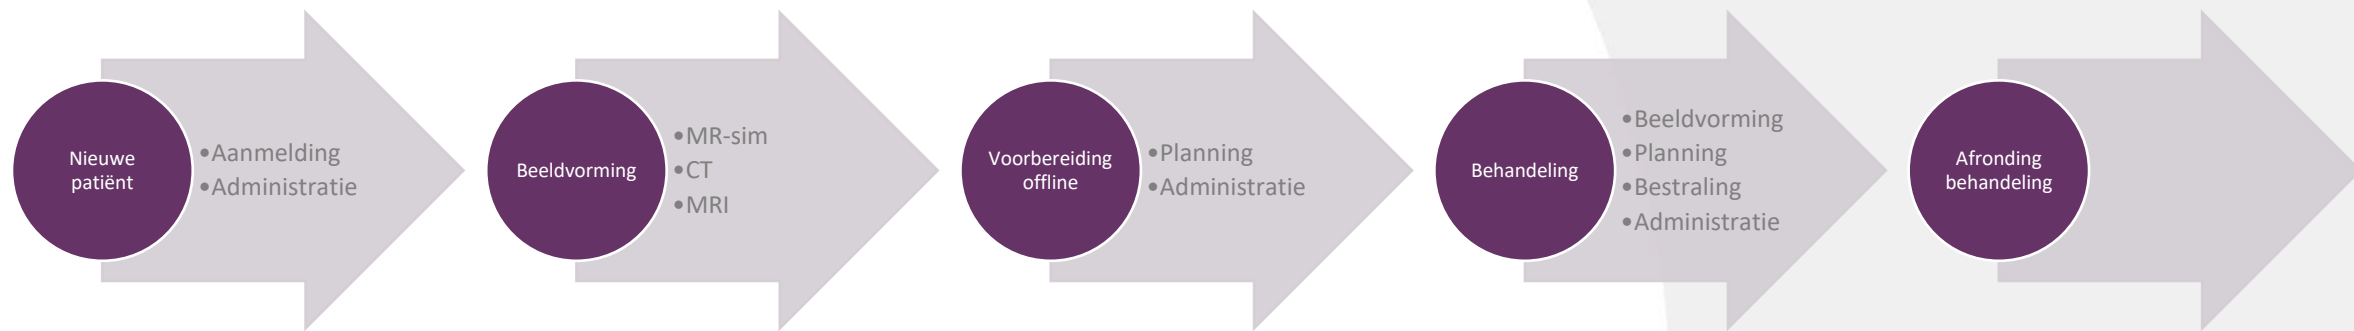 Nieuwe
patiënt
•Aanmelding
•Administratie
Beeldvorming
•MR-sim
•CT
•MRI
Voorbereiding
offline
•Planning
•Administratie
Behandeling
•Beeldvorming
•Planning
•Bestraling
•Administratie
Afronding
behandeling